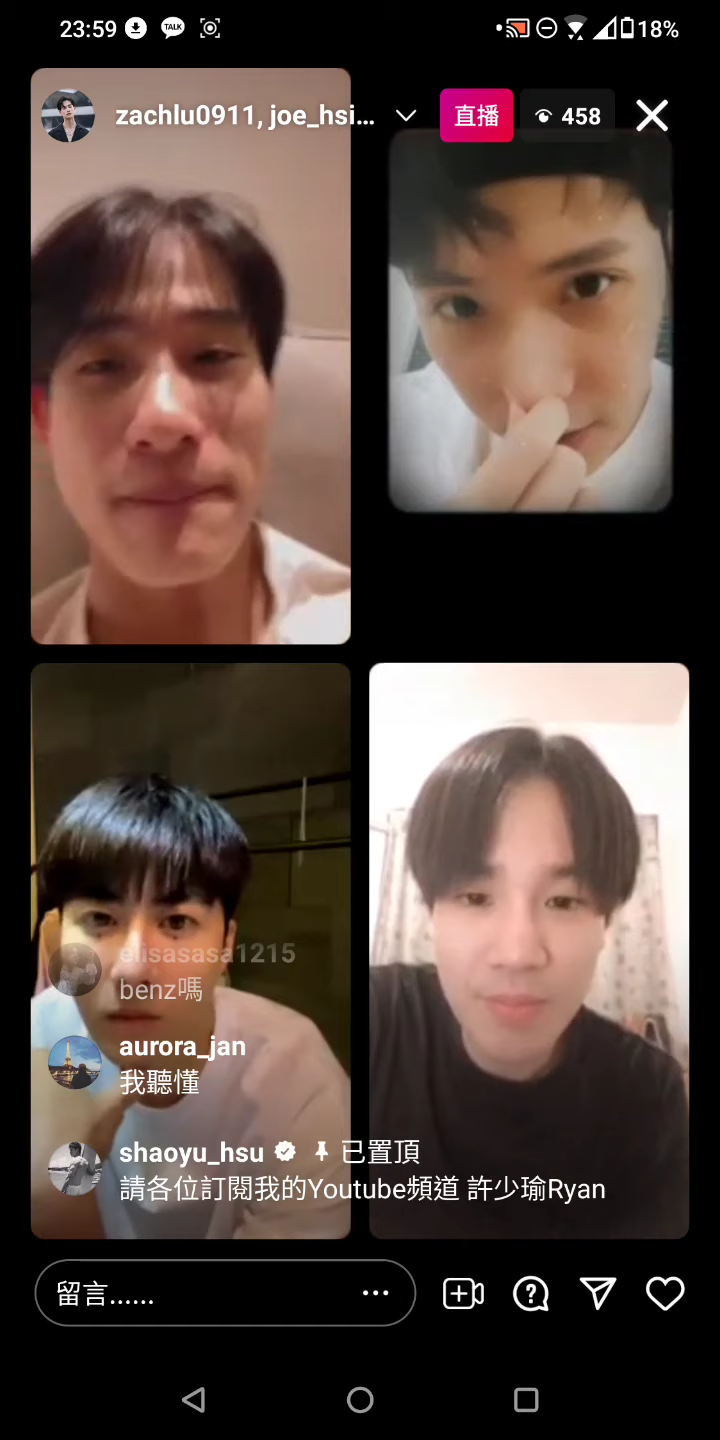 23:59
TALK
18%
zachlu0911, joe_hsi...
直播
458
elisasasa1215
benz嗎
aurora_jan
我聽懂
shaoyu_hsu 已置頂
請各位訂閱我的Youtube頻道 許少瑜Ryan
留言......